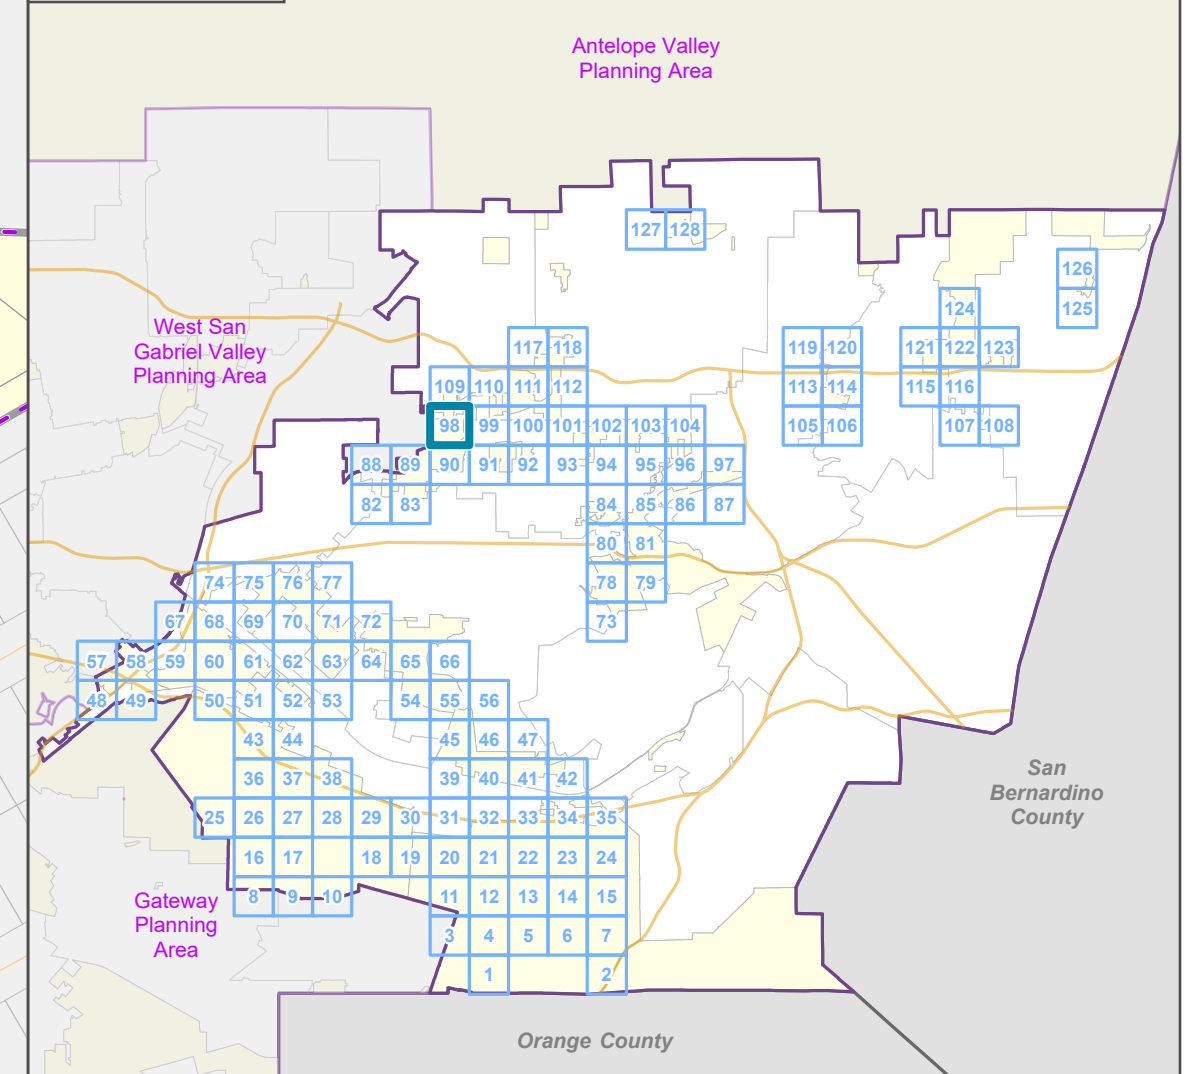 Antelope Valley
Planning Area
127 128
126
125
124
West San
Gabriel Valley
Planning Area
117 118
119 120
121 122 123
109 110 111 112
113 114
115 116
98 99 100 101 102 103 104
105 106
107 108
88 89 90 91 92 93 94 95 96 97
82 83
84 85 86 87
80 81
74 75 76 77
78 79
67 68 69 70 71 72
73
57 58 59 60 61 62 63 64 65 66
48 49
50 51 52 53
54 55 56
43 44
45 46 47
36 37 38
39 40 41 42
San
Bernardino
County
25 26 27 28 29 30 31 32 33 34 35
16 17
18 19 20 21 22 23 24
8 9 10
11 12 13 14 15
Gateway
Planning
Area
3 4 5 6 7
1
2
Orange County